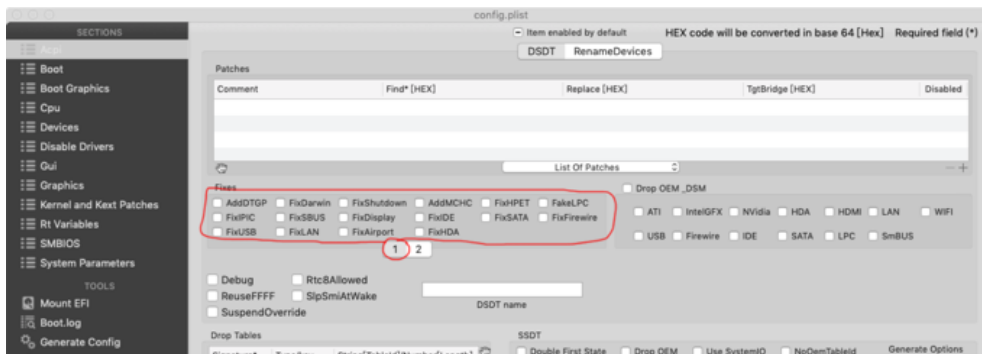 config.plist
SECTIONS
Acpi
Boot
Boot Graphics
Cpu
Devices
Disable Drivers
Gui
Graphics
Kernel and Kext Patches
Rt Variables
SMBIOS
System Parameters
TOOLS
Mount EFI
Boot.log
Generate Config
Item enabled by default HEX code will be converted in base 64 [Hex] Required field (*)
DSDT RenameDevices
Patches
Comment Find* [HEX] Replace [HEX] TgtBridge [HEX] Disabled
List Of Patches
Fixes
AddDTGP FixDarwin FixShutdown AddMCHC FixHPET FakeLPC
FixIPIC FixSBUS FixDisplay FixIDE FixSATA FixFirewire
FixUSB FixLAN FixAirport FixHDA
1 2
Drop OEM _DSM
ATI IntelGFX NVidia HDA HDMI LAN WIFI
USB Firewire IDE SATA LPC SmBUS
Debug Rtc8Allowed
ReuseFFFF SlpSmiAtWake
SuspendOverride
DSDT name
Drop Tables
SSDT
Double First State Drop OEM Use SystemIO NoOemTableId Generate Options